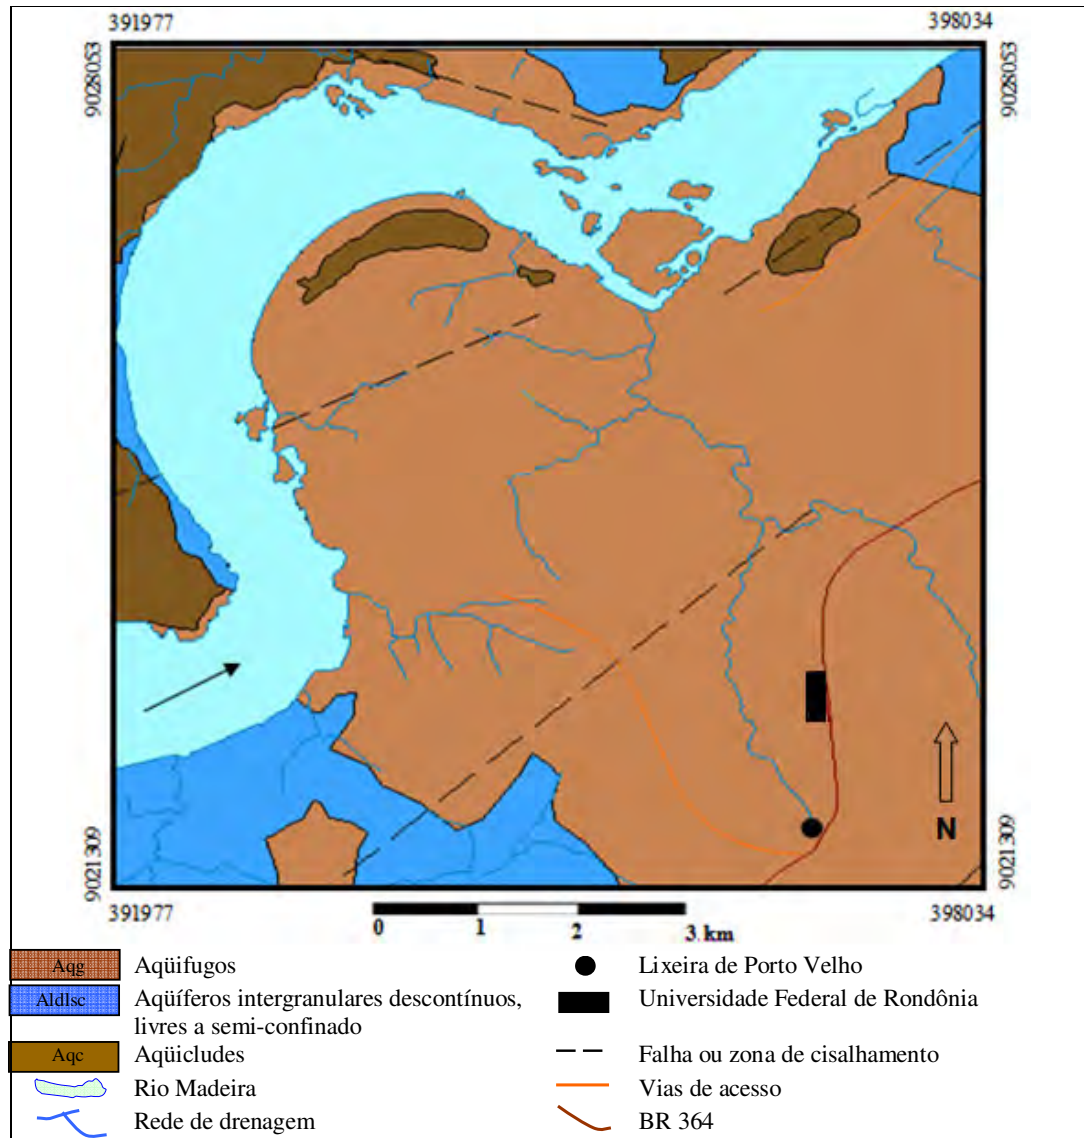 391977
398034
9028053
9028053
N
9021309
9021309
391977
398034
0 1 2 3 km
Aqg Aqüifugos
Lixeira de Porto Velho
Aldlsc Aqüíferos intergranulares descontínuos,
livres a semi-confinado
Universidade Federal de Rondônia
Aqc Aqüicludes
Falha ou zona de cisalhamento
Rio Madeira
Vias de acesso
Rede de drenagem
BR 364